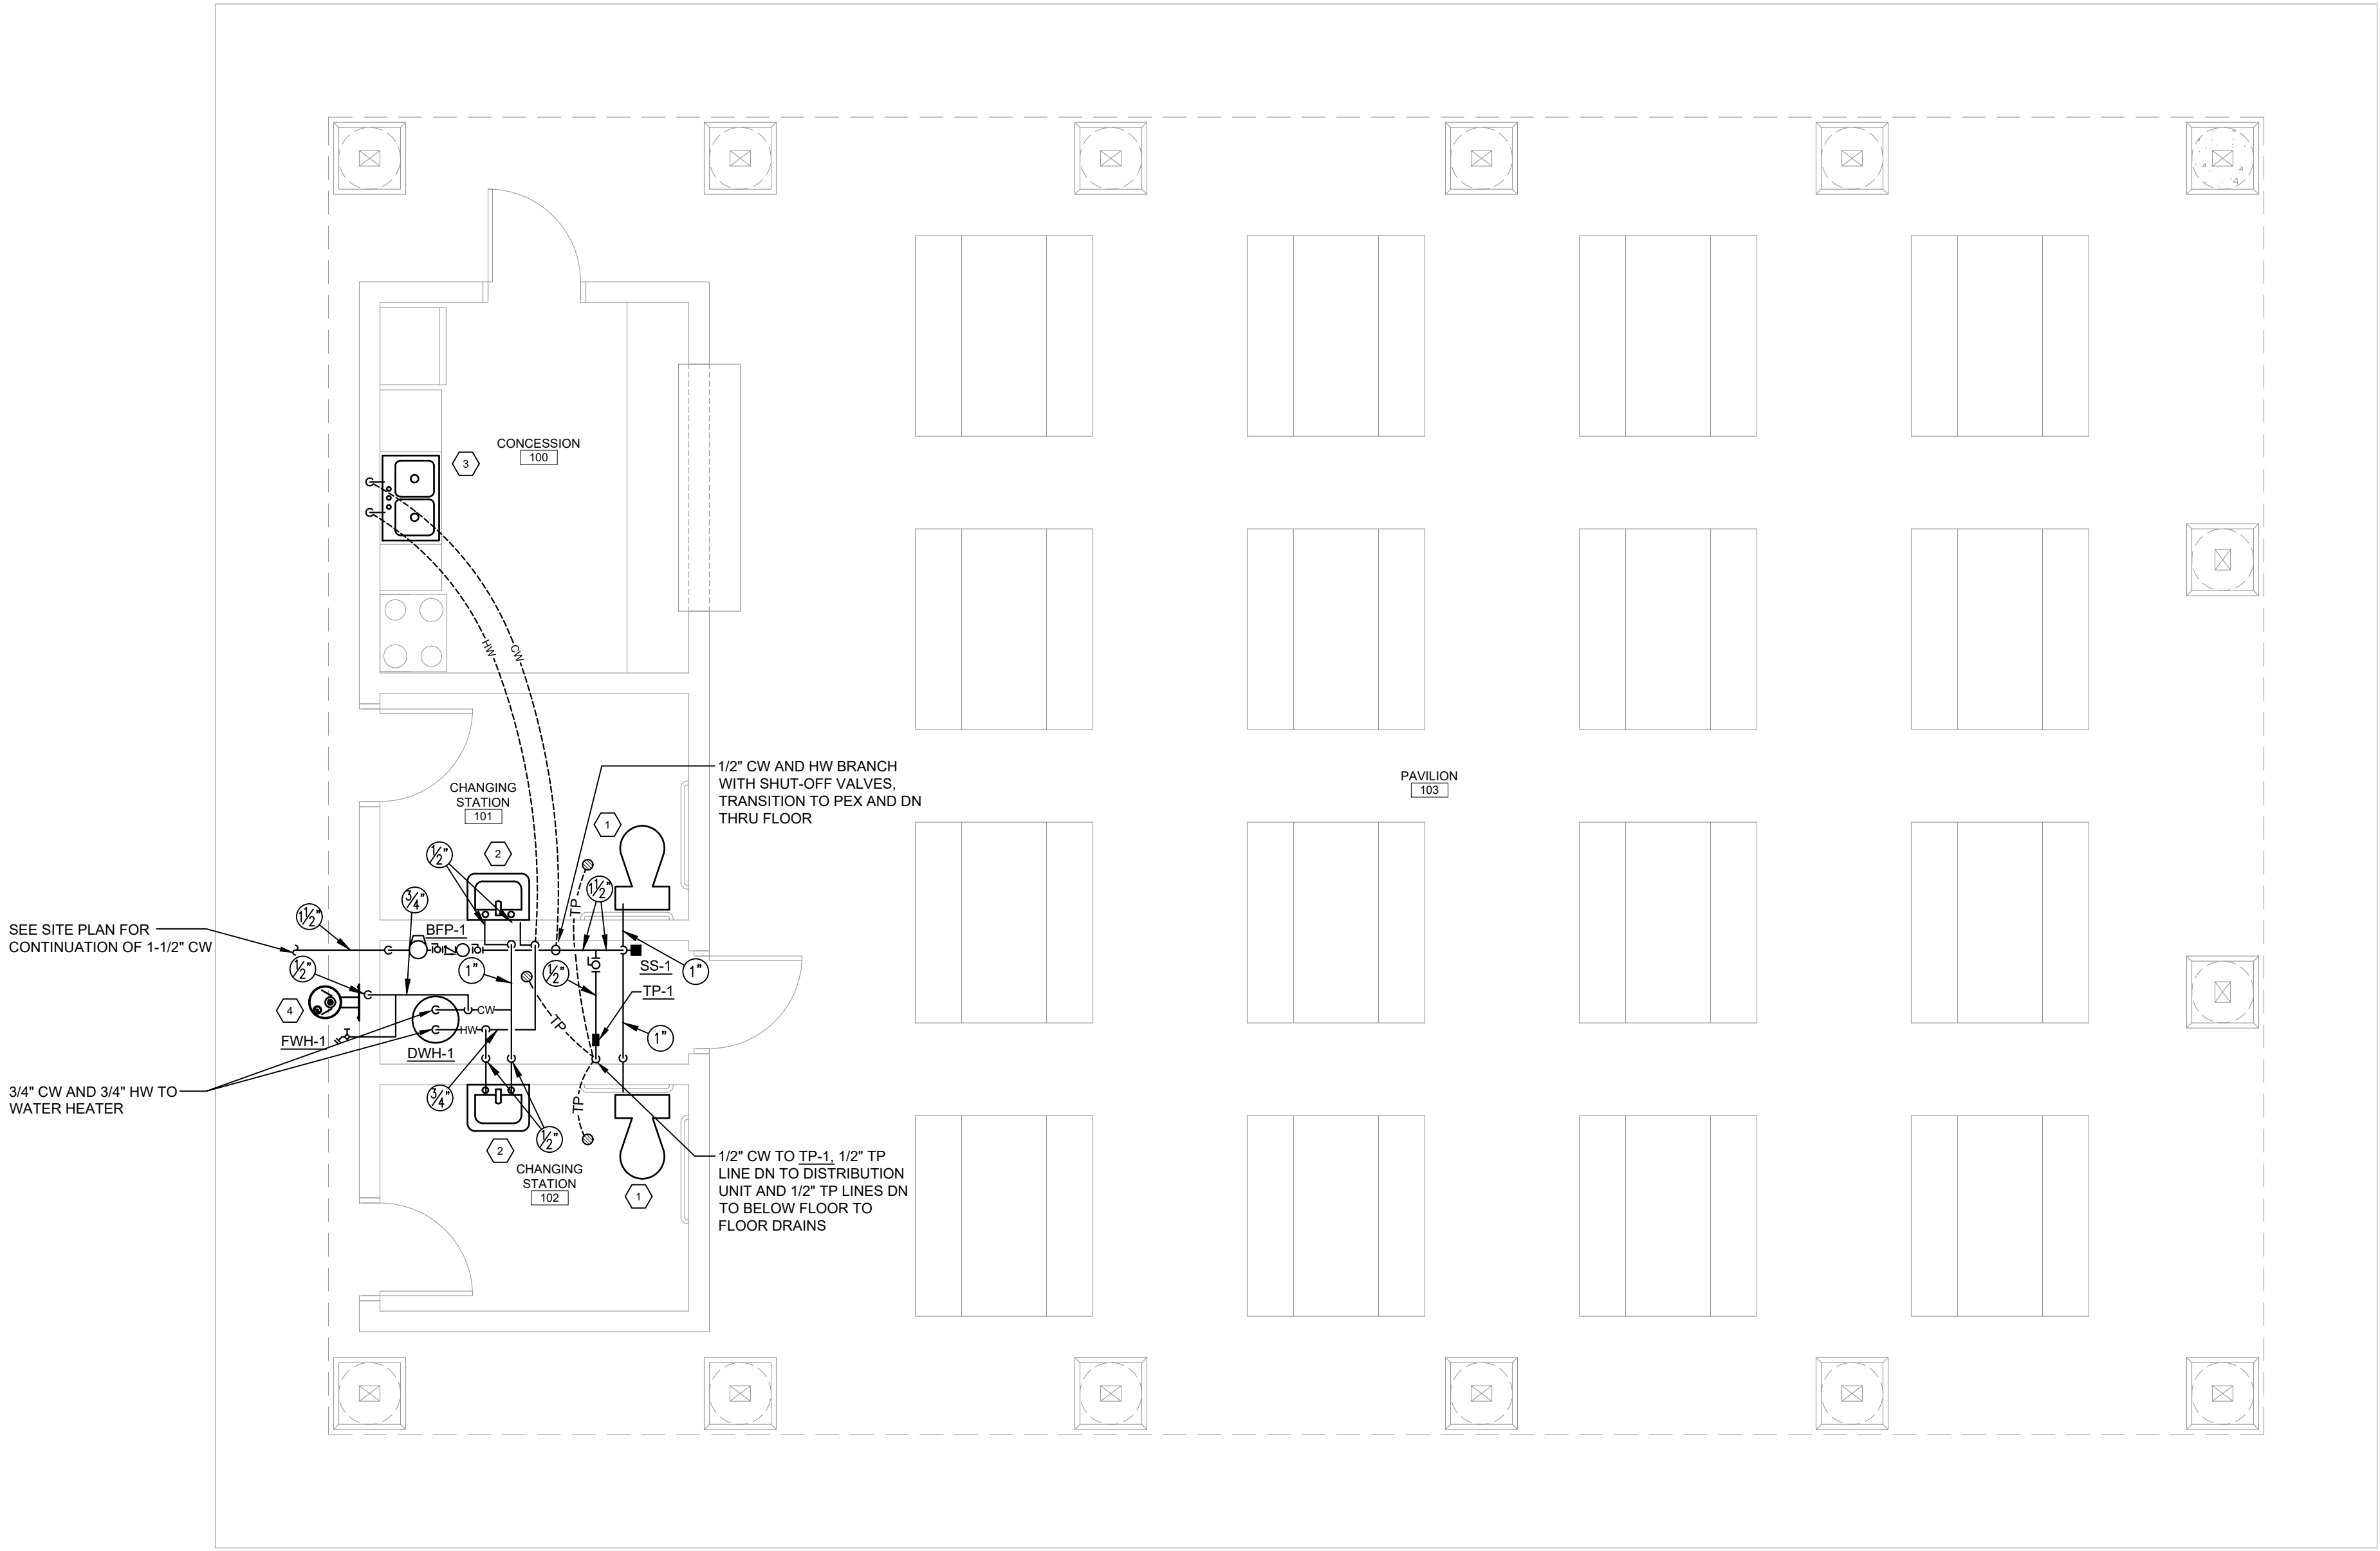 CONCESSION
100
3
HW
CW
1/2" CW AND HW BRANCH
WITH SHUT-OFF VALVES,
TRANSITION TO PEX AND DN
THRU FLOOR
PAVILION
103
CHANGING
STATION
101
1
2
1/2"
3/4"
1 1/2"
TP
1 1/2"
SEE SITE PLAN FOR
CONTINUATION OF 1-1/2" CW
BFP-1
1/2"
1"
1/2"
SS-1
1"
TP-1
4
CW
HW
TP
1"
FWH-1
DWH-1
3/4" CW AND 3/4" HW TO
WATER HEATER
3/4"
TP
1/2"
2
CHANGING
STATION
102
1
1/2" CW TO TP-1, 1/2" TP
LINE DN TO DISTRIBUTION
UNIT AND 1/2" TP LINES DN
TO BELOW FLOOR TO
FLOOR DRAINS